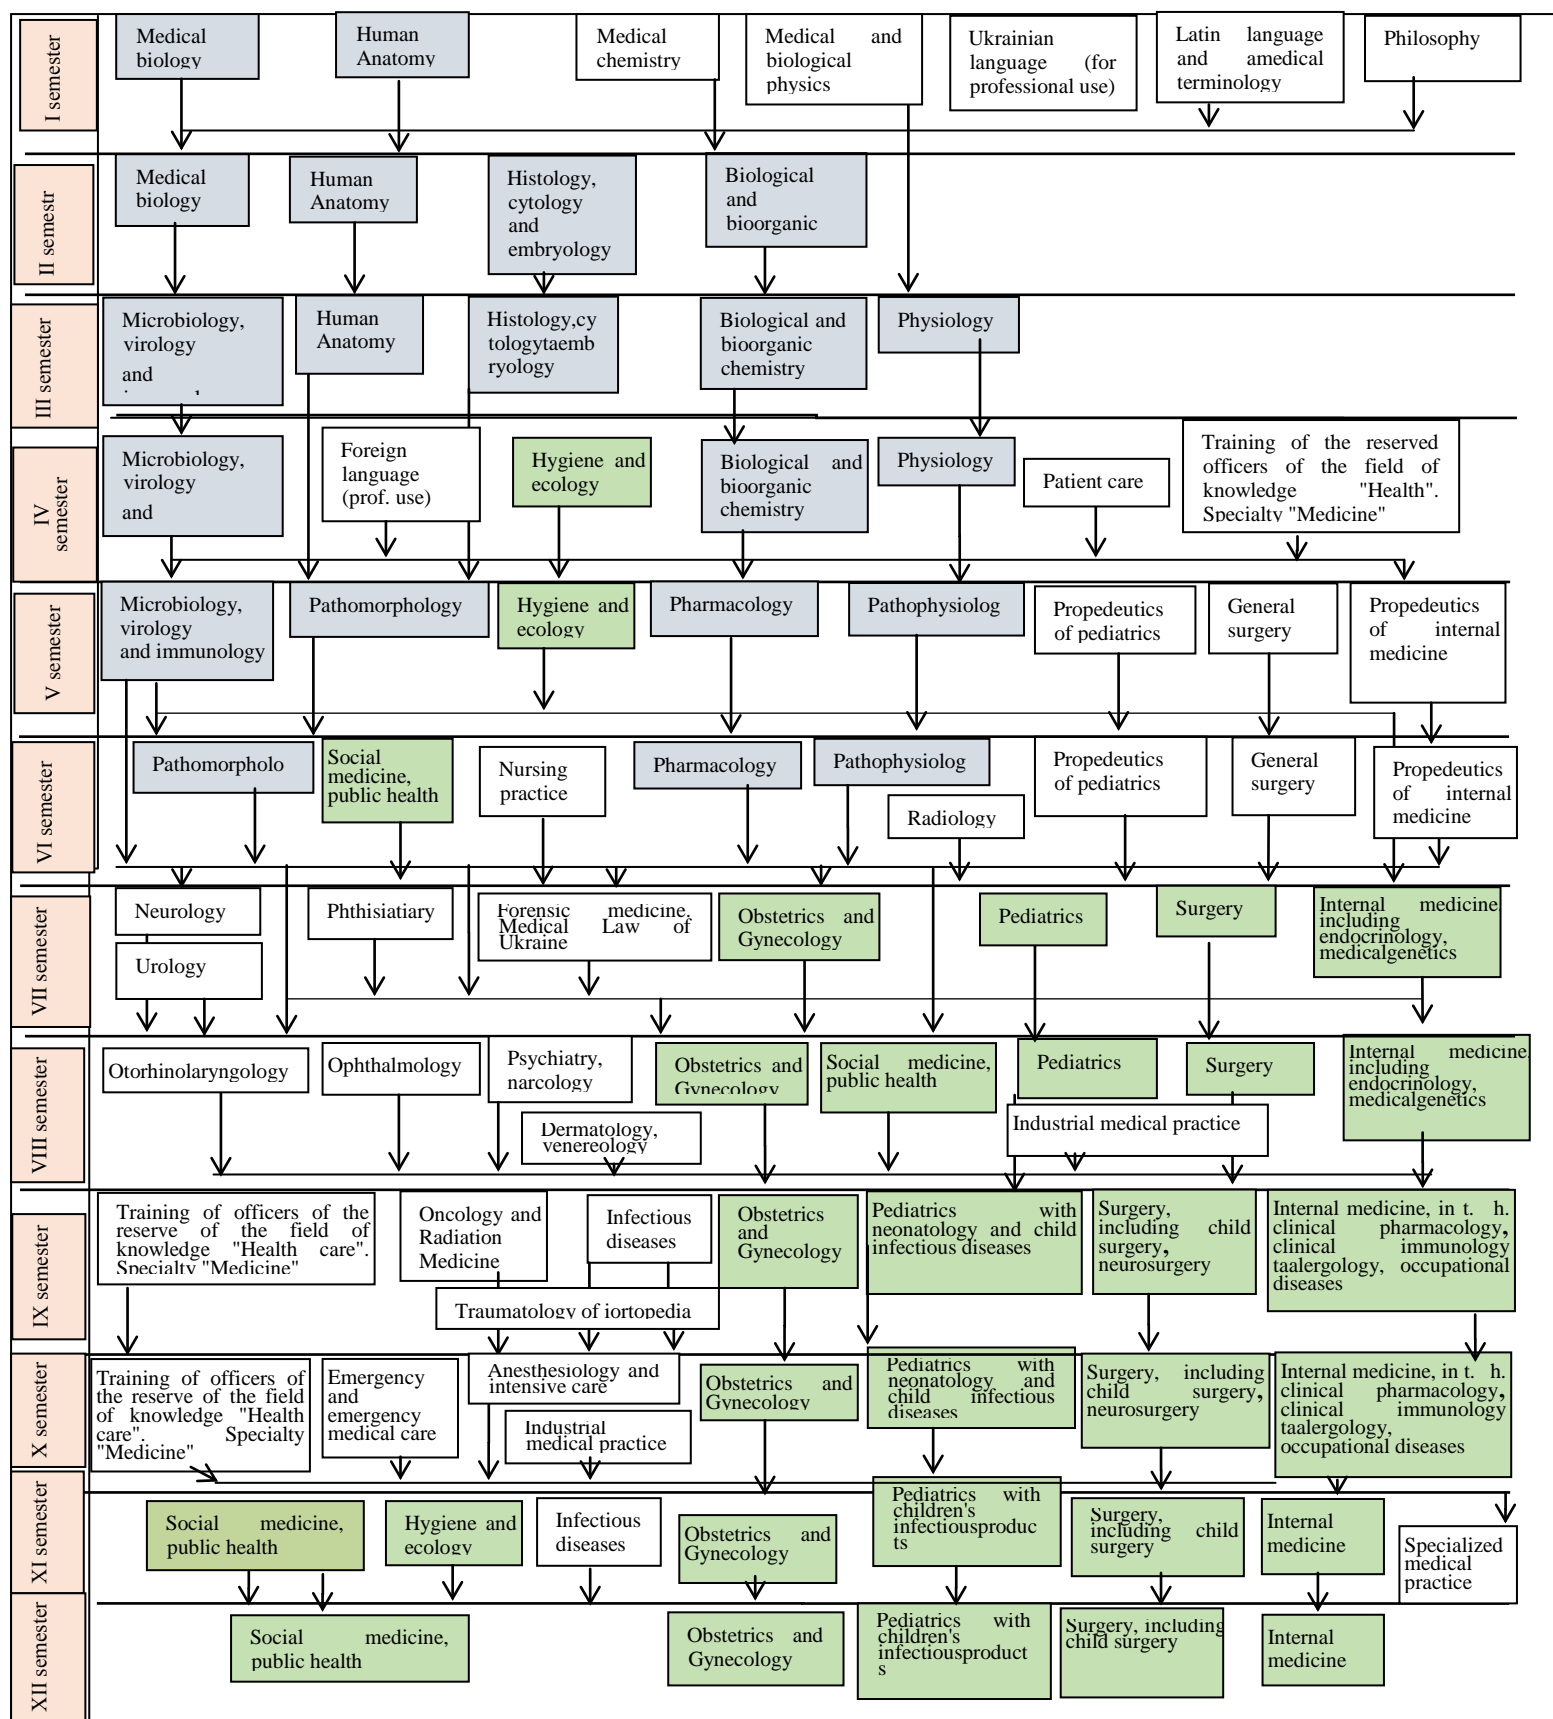 I semester
Medical
biology
Human
Anatomy
Medical
chemistry
Medical and
biological
physics
Ukrainian
language (for
professional use)
Latin language
and amedical
terminology
Philosophy
II semestr
Medical
biology
Human
Anatomy
Histology,
cytology
and
embryology
Biological
and
bioorganic
III semester
Microbiology,
virology
and
Human
Anatomy
Histology,cy
tologytaemb
ryology
Biological and
bioorganic
chemistry
Physiology
IV
semester
Microbiology,
virology
and
Foreign
language
(prof. use)
Hygiene and
ecology
Biological and
bioorganic
chemistry
Physiology
Patient care
Training of the reserved
officers of the field of
knowledge "Health".
Specialty "Medicine"
V semester
Microbiology,
virology
and immunology
Pathomorphology
Hygiene and
ecology
Pharmacology
Pathophysiolog
Propedeutics
of pediatrics
General
surgery
Propedeutics
of internal
medicine
VI semester
Pathomorpholo
Social
medicine,
public health
Nursing
practice
Pharmacology
Pathophysiolog
Radiology
Propedeutics
of pediatrics
General
surgery
Propedeutics
of internal
medicine
VII semester
Neurology
Urology
Phthisiatiary
Forensic medicine,
Medical Law of
Ukraine
Obstetrics and
Gynecology
Pediatrics
Surgery
Internal medicine,
including
endocrinology,
medicalgenetics
VIII semester
Otorhinolaryngology
Ophthalmology
Psychiatry,
narcology
Dermatology,
venereology
Obstetrics and
Gynecology
Social medicine,
public health
Pediatrics
Industrial medical practice
Surgery
Internal medicine,
including
endocrinology,
medicalgenetics
IX semester
Training of officers of the
reserve of the field of
knowledge "Health care".
Specialty "Medicine"
Oncology and
Radiation
Medicine
Infectious
diseases
Traumatology of iortopedia
Obstetrics
and
Gynecology
Pediatrics with
neonatology and child
infectious diseases
Surgery,
including child
surgery,
neurosurgery
Internal medicine, in t. h.
clinical pharmacology,
clinical immunology
taalergology, occupational
diseases
X semester
Training of officers of
the reserve of the field
of knowledge "Health
care". Specialty
"Medicine"
Emergency
and
emergency
medical care
Anesthesiology and
intensive care
Industrial
medical practice
Obstetrics and
Gynecology
Pediatrics with
neonatology and
child infectious
diseases
Surgery, including
child surgery,
neurosurgery
Internal medicine, in t. h.
clinical pharmacology,
clinical immunology
taalergology,
occupational diseases
XI semester
Social medicine,
public health
Hygiene and
ecology
Infectious
diseases
Obstetrics and
Gynecology
Pediatrics with
children's
infectiousproduc
ts
Surgery,
including child
surgery
Internal
medicine
Specialized
medical
practice
XII semester
Social medicine,
public health
Obstetrics and
Gynecology
Pediatrics with
children's
infectiousproduct
s
Surgery, including
child surgery
Internal
medicine